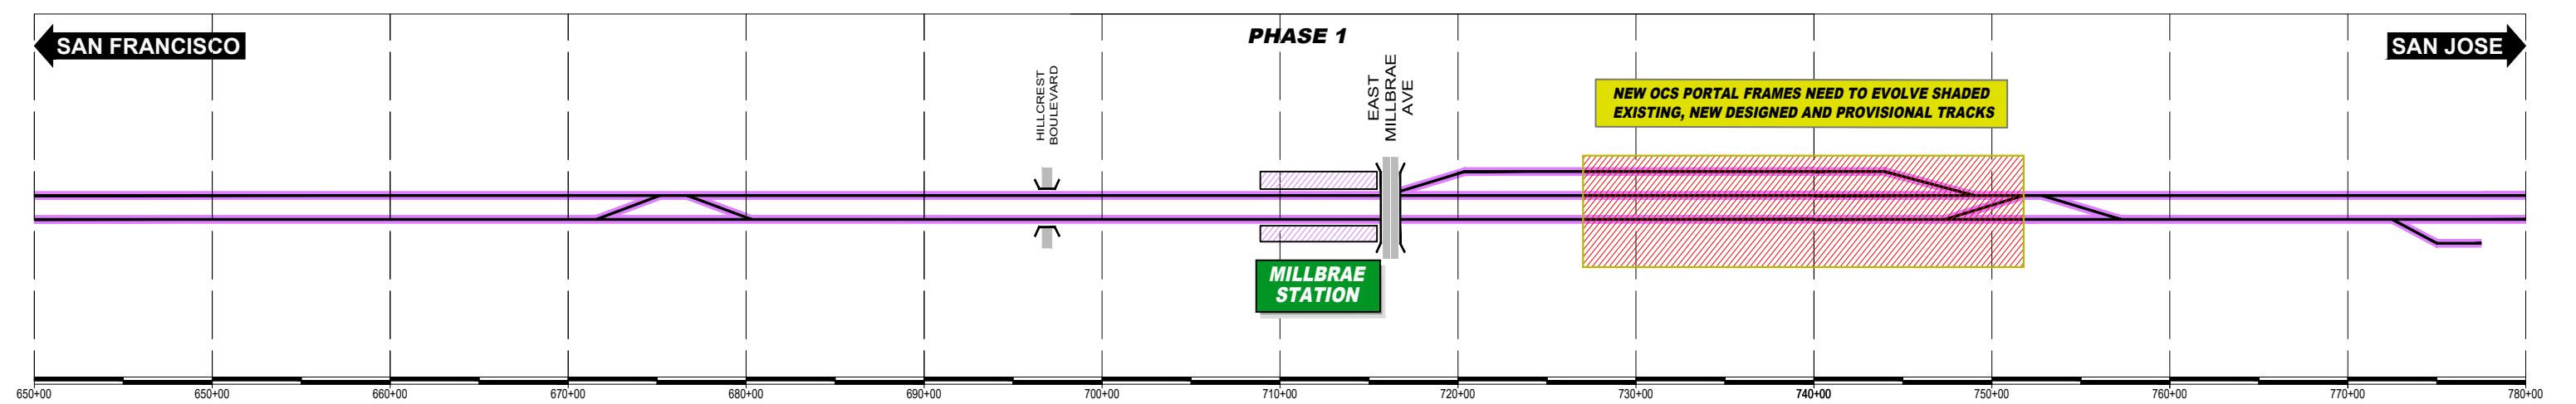 PHASE 1
SAN FRANCISCO
SAN JOSE
HILLCREST
BOULEVARD
EAST
MILLBRAE
AVE
NEW OCS PORTAL FRAMES NEED TO EVOLVE SHADED
EXISTING, NEW DESIGNED AND PROVISIONAL TRACKS
MILLBRAE
STATION
650+00 650+00 660+00 670+00 680+00 690+00 700+00 710+00 720+00 730+00 740+00 750+00 760+00 770+00 780+00